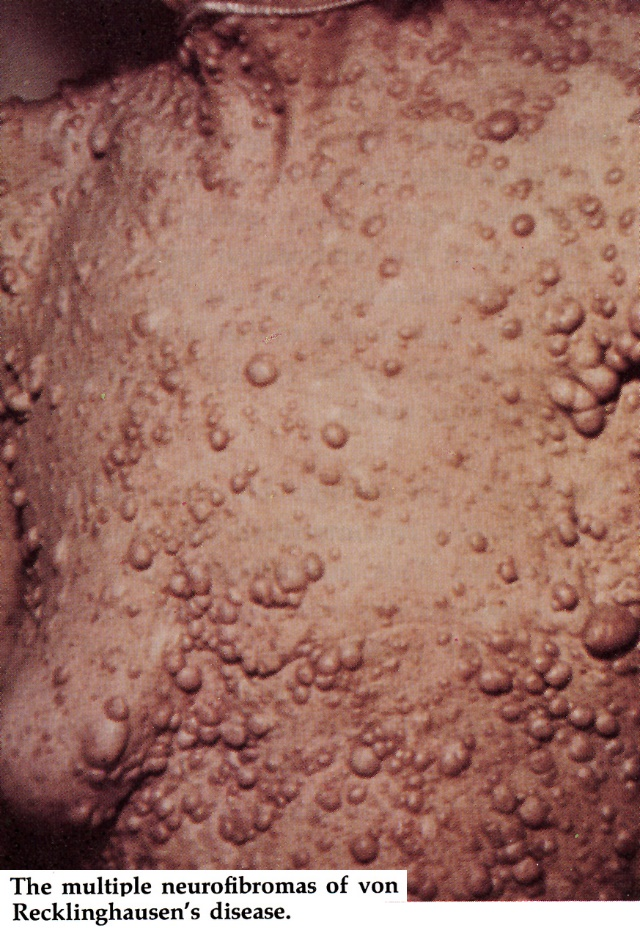 The multiple neurofibromas of von
Recklinghausen's disease.